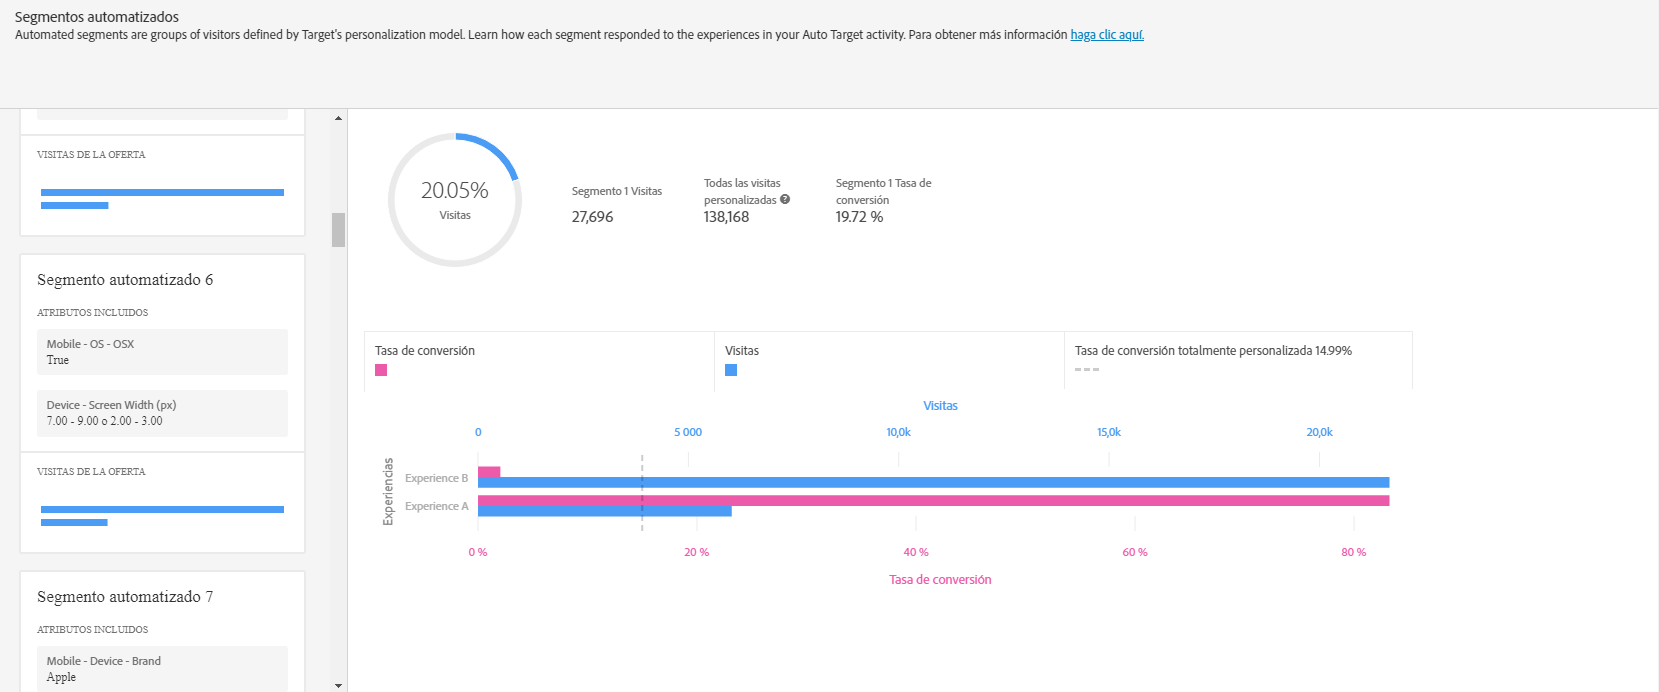 Segmentos automatizados
Automated segments are groups of visitors defined by Target's personalization model. Learn how each segment responded to the experiences in your Auto Target activity. Para obtener más información haga clic aquí.
VISITAS DE LA OFERTA
Segmento automatizado 6
ATRIBUTOS INCLUIDOS
Mobile - OS - OSX
True
Device - Screen Width (px)
7.00 - 9.00 o 2.00 - 3.00
VISITAS DE LA OFERTA
Segmento automatizado 7
ATRIBUTOS INCLUIDOS
Mobile - Device - Brand
Apple
20.05%
Visitas
Segmento 1 Visitas
27,696
Todas las visitas
personalizadas ?
138,168
Segmento 1 Tasa de
conversión
19.72 %
Tasa de conversión
Visitas
Tasa de conversión totalmente personalizada 14.99%
Visitas
0 5 000 10,0k 15,0k 20,0k
Experiencias
Experience B
Experience A
0 % 20 % 40 % 60 % 80 %
Tasa de conversión